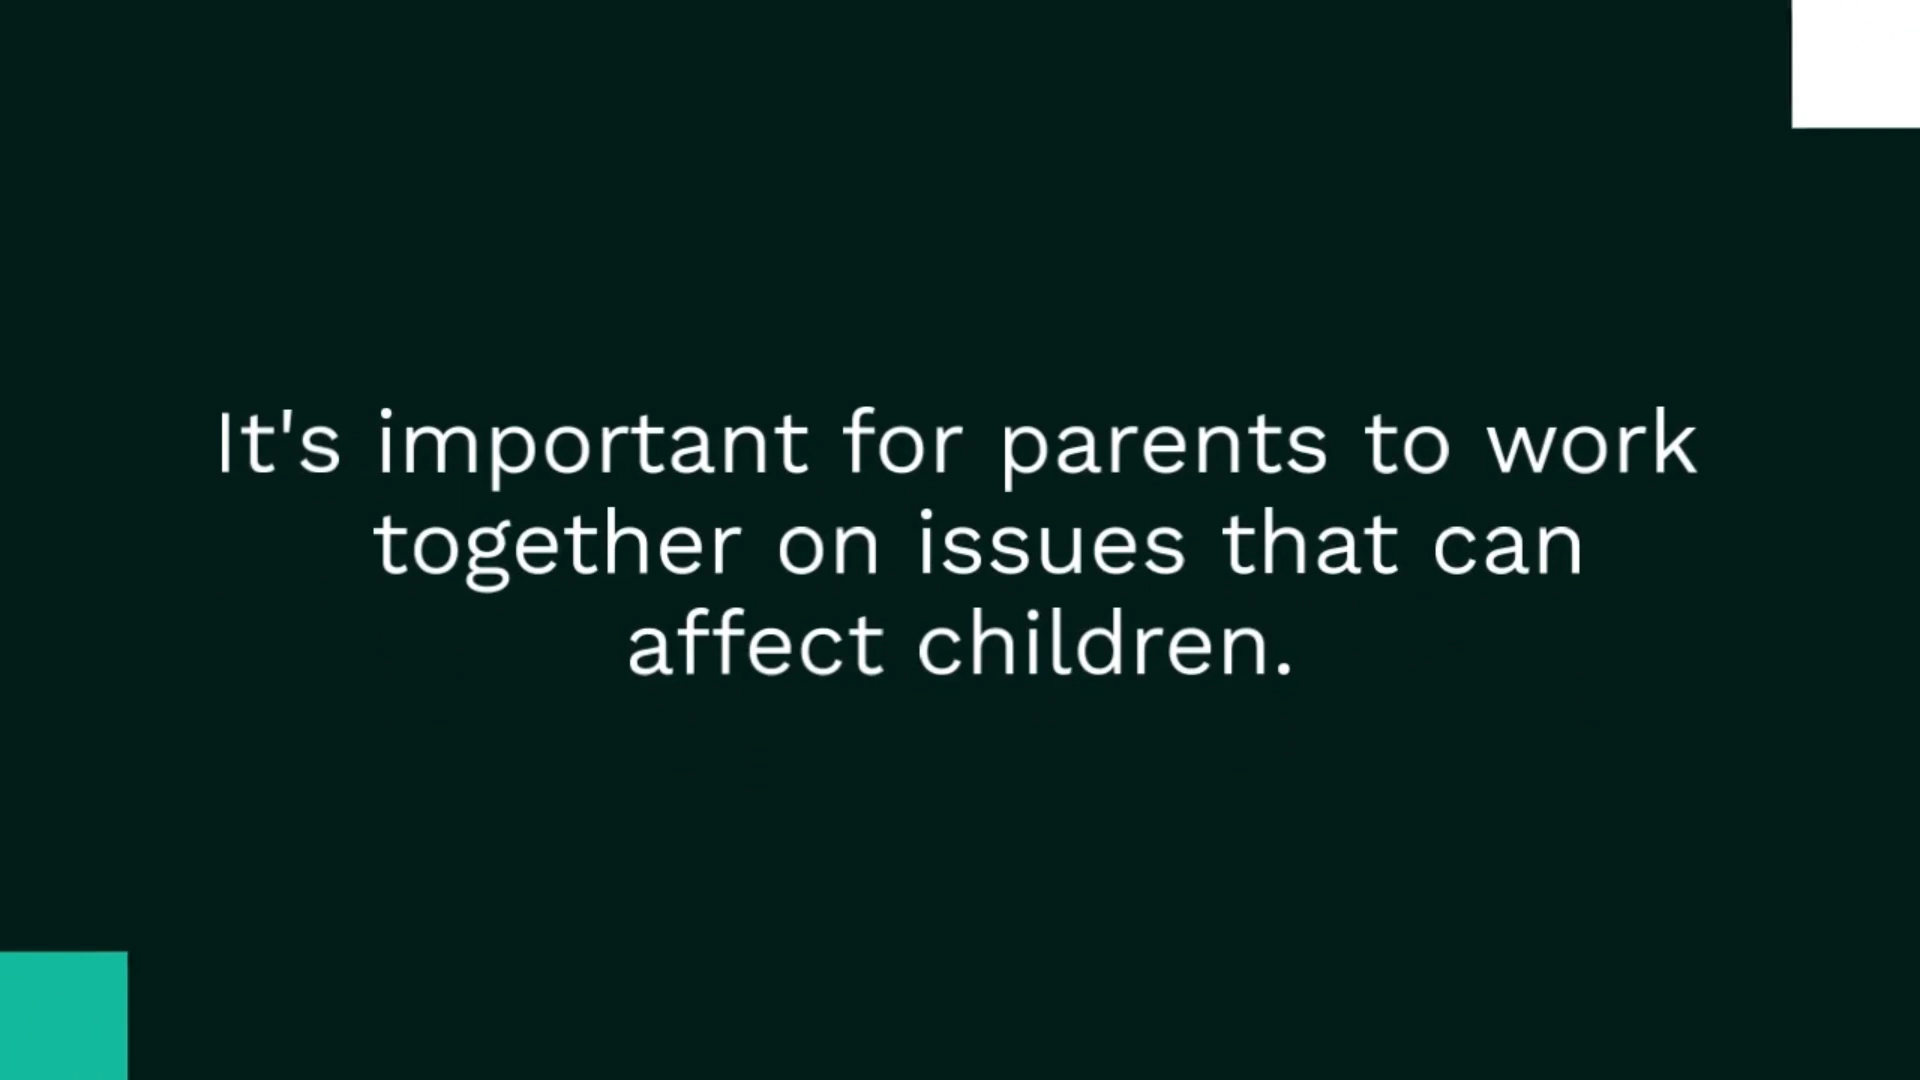 It's important for parents to work
together on issues that can
affect children.